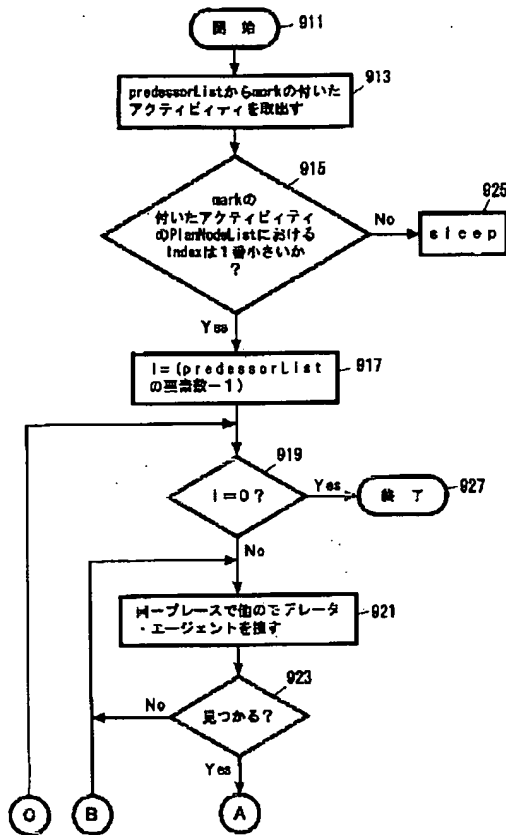 開始
911
predessorListからmarkの付いた
アクティビィティを取出す
913
915
markの
付いたアクティビィティ
のPlanNodeListにおける
Indexは1番小さいか
?
No
925
sleep
Yes
I=(predessorList
の要素数-1)
917
919
I=0?
Yes
終了
927
No
同一プレースで他の
・エージェントを捜す
921
923
見つかる?
No
Yes
C
B
A